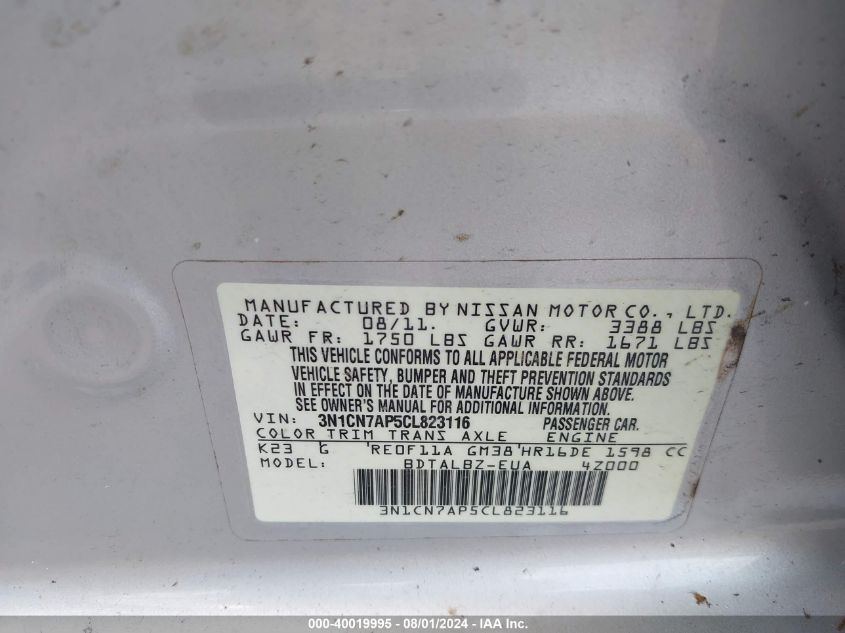 MANUFACTURED BY NISSAN MOTOR CO., LTD.
DATE: 08/11. GVWR: 3388 LBS
GAWR FR: 1750 LBS GAWR RR: 1671 LBS
THIS VEHICLE CONFORMS TO ALL APPLICABLE FEDERAL MOTOR
VEHICLE SAFETY, BUMPER AND THEFT PREVENTION STANDARDS
IN EFFECT ON THE DATE OF MANUFACTURE SHOWN ABOVE.
SEE OWNER'S MANUAL FOR ADDITIONAL INFORMATION.
VIN: 3N1CN7AP5CL823116 PASSENGER CAR.
COLOR TRIM TRANS AXLE ENGINE
K23 G RE0F11A GM38 HR16DE 1598 CC
MODEL: BDTALBZ-EUA 4Z000
3N1CN7AP5CL823116
000-40019995 - 08/01/2024 - IAA Inc.